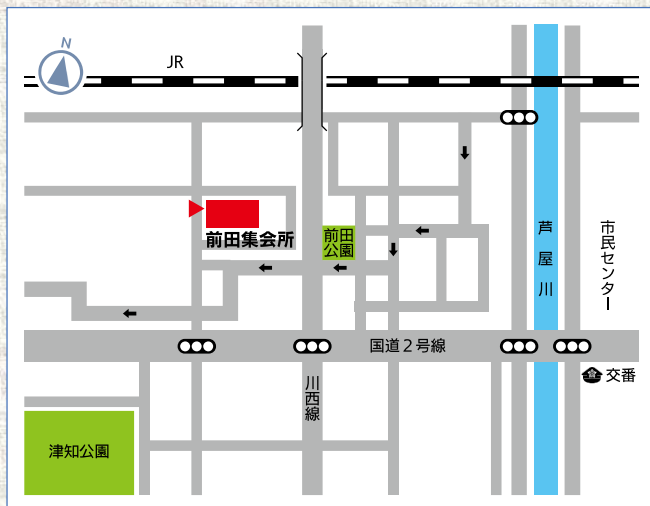 N
JR
前田集会所
前田
公園
芦屋川
市民センター
国道2号線
川西線
交番
津知公園